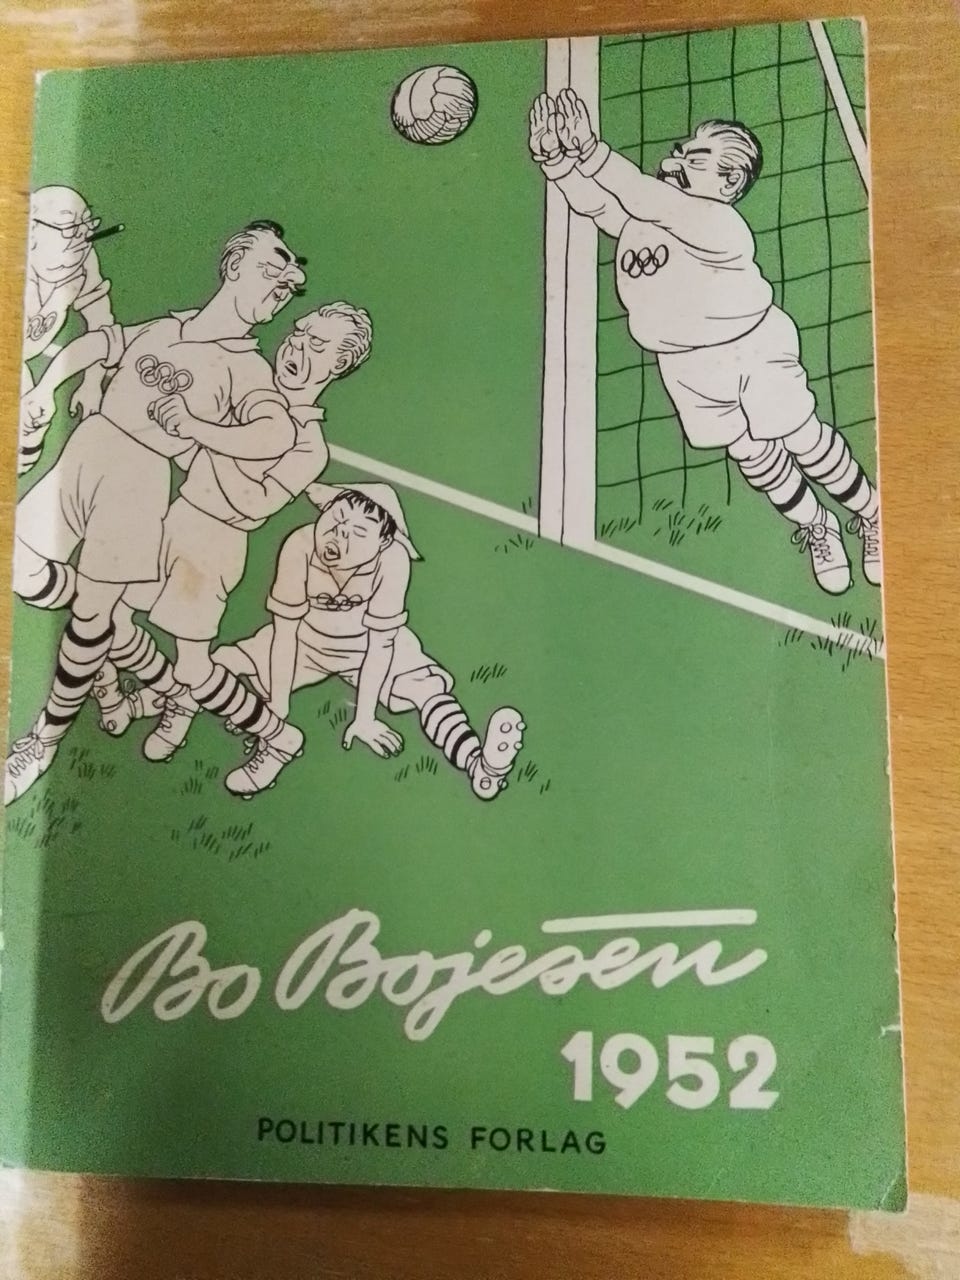 Bo Bojesen
1952
POLITIKENS FORLAG